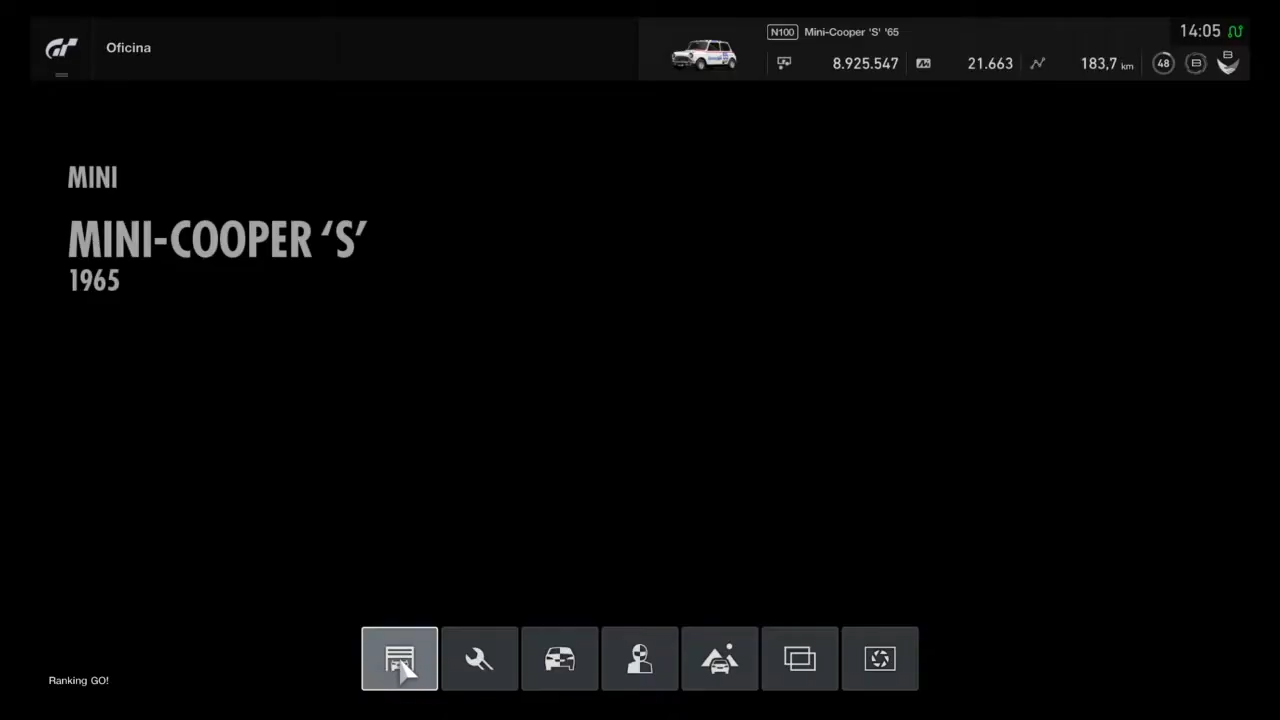 Oficina
N100 Mini-Cooper 'S' '65
14:05
8.925.547
21.663
183,7 km
48
B
B
MINI
MINI-COOPER ‘S’
1965
Ranking GO!